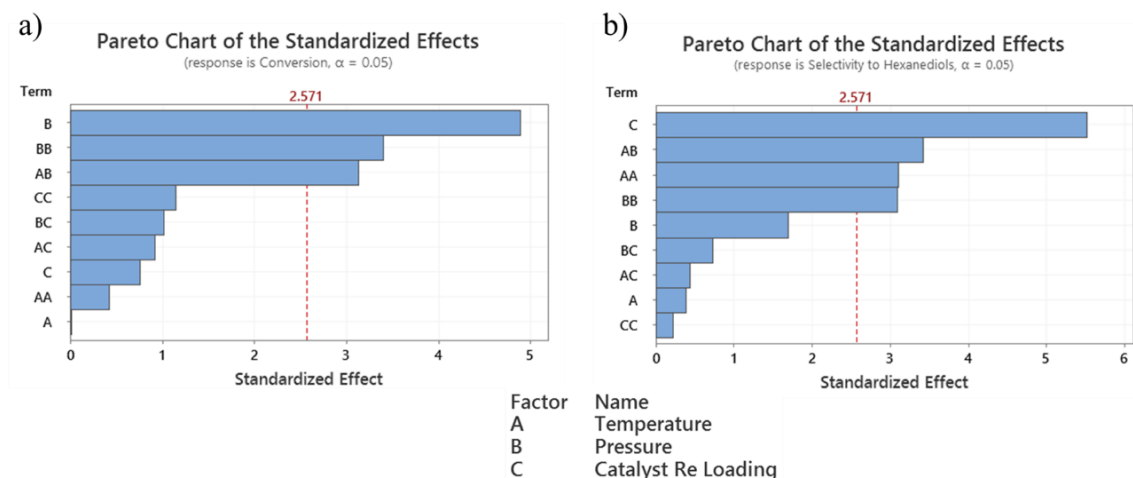 a)
Pareto Chart of the Standardized Effects
(response is Conversion, α = 0.05)
Term
2.571
B
BB
AB
CC
BC
AC
C
AA
A
0 1 2 3 4 5
Standardized Effect
b)
Pareto Chart of the Standardized Effects
(response is Selectivity to Hexanediols, α = 0.05)
Term
2.571
C
AB
AA
BB
B
BC
AC
A
CC
0 1 2 3 4 5 6
Standardized Effect
Factor Name
A Temperature
B Pressure
C Catalyst Re Loading